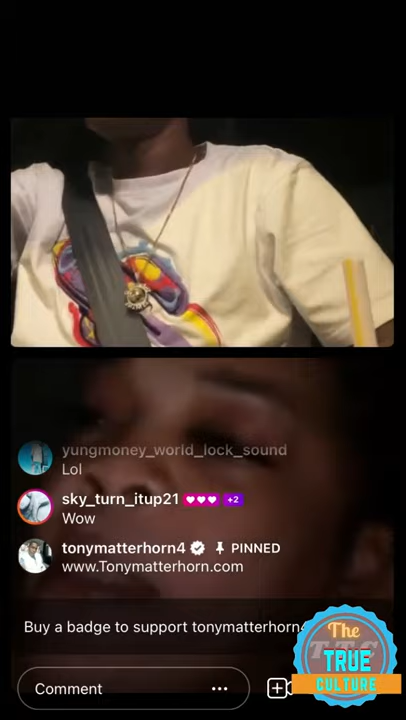 yungmoney_world_lock_sound
Lol
sky_turn_itup21 +2
Wow
tonymatterhorn4 PINNED
www.Tonymatterhorn.com
Buy a badge to support tonymatterhorn4
Comment
The
TRUE
CULTURE